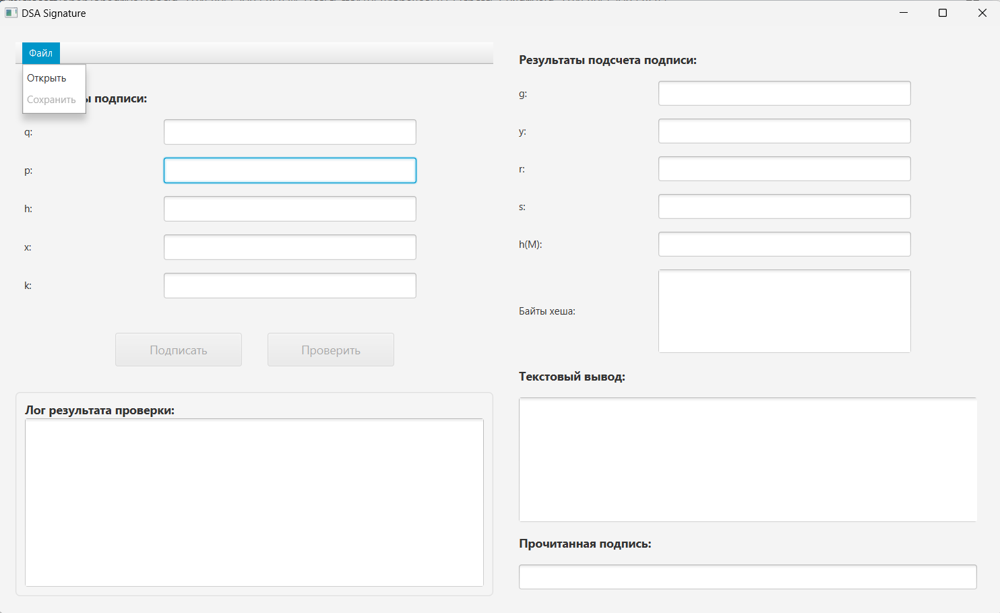 DSA Signature
Файл
Открыть
Сохранить
подписи:
q:
p:
h:
x:
k:
Подписать
Проверить
Лог результата проверки:
Результаты подсчета подписи:
g:
y:
r:
s:
h(M):
Байты хеша:
Текстовый вывод:
Прочитанная подпись: